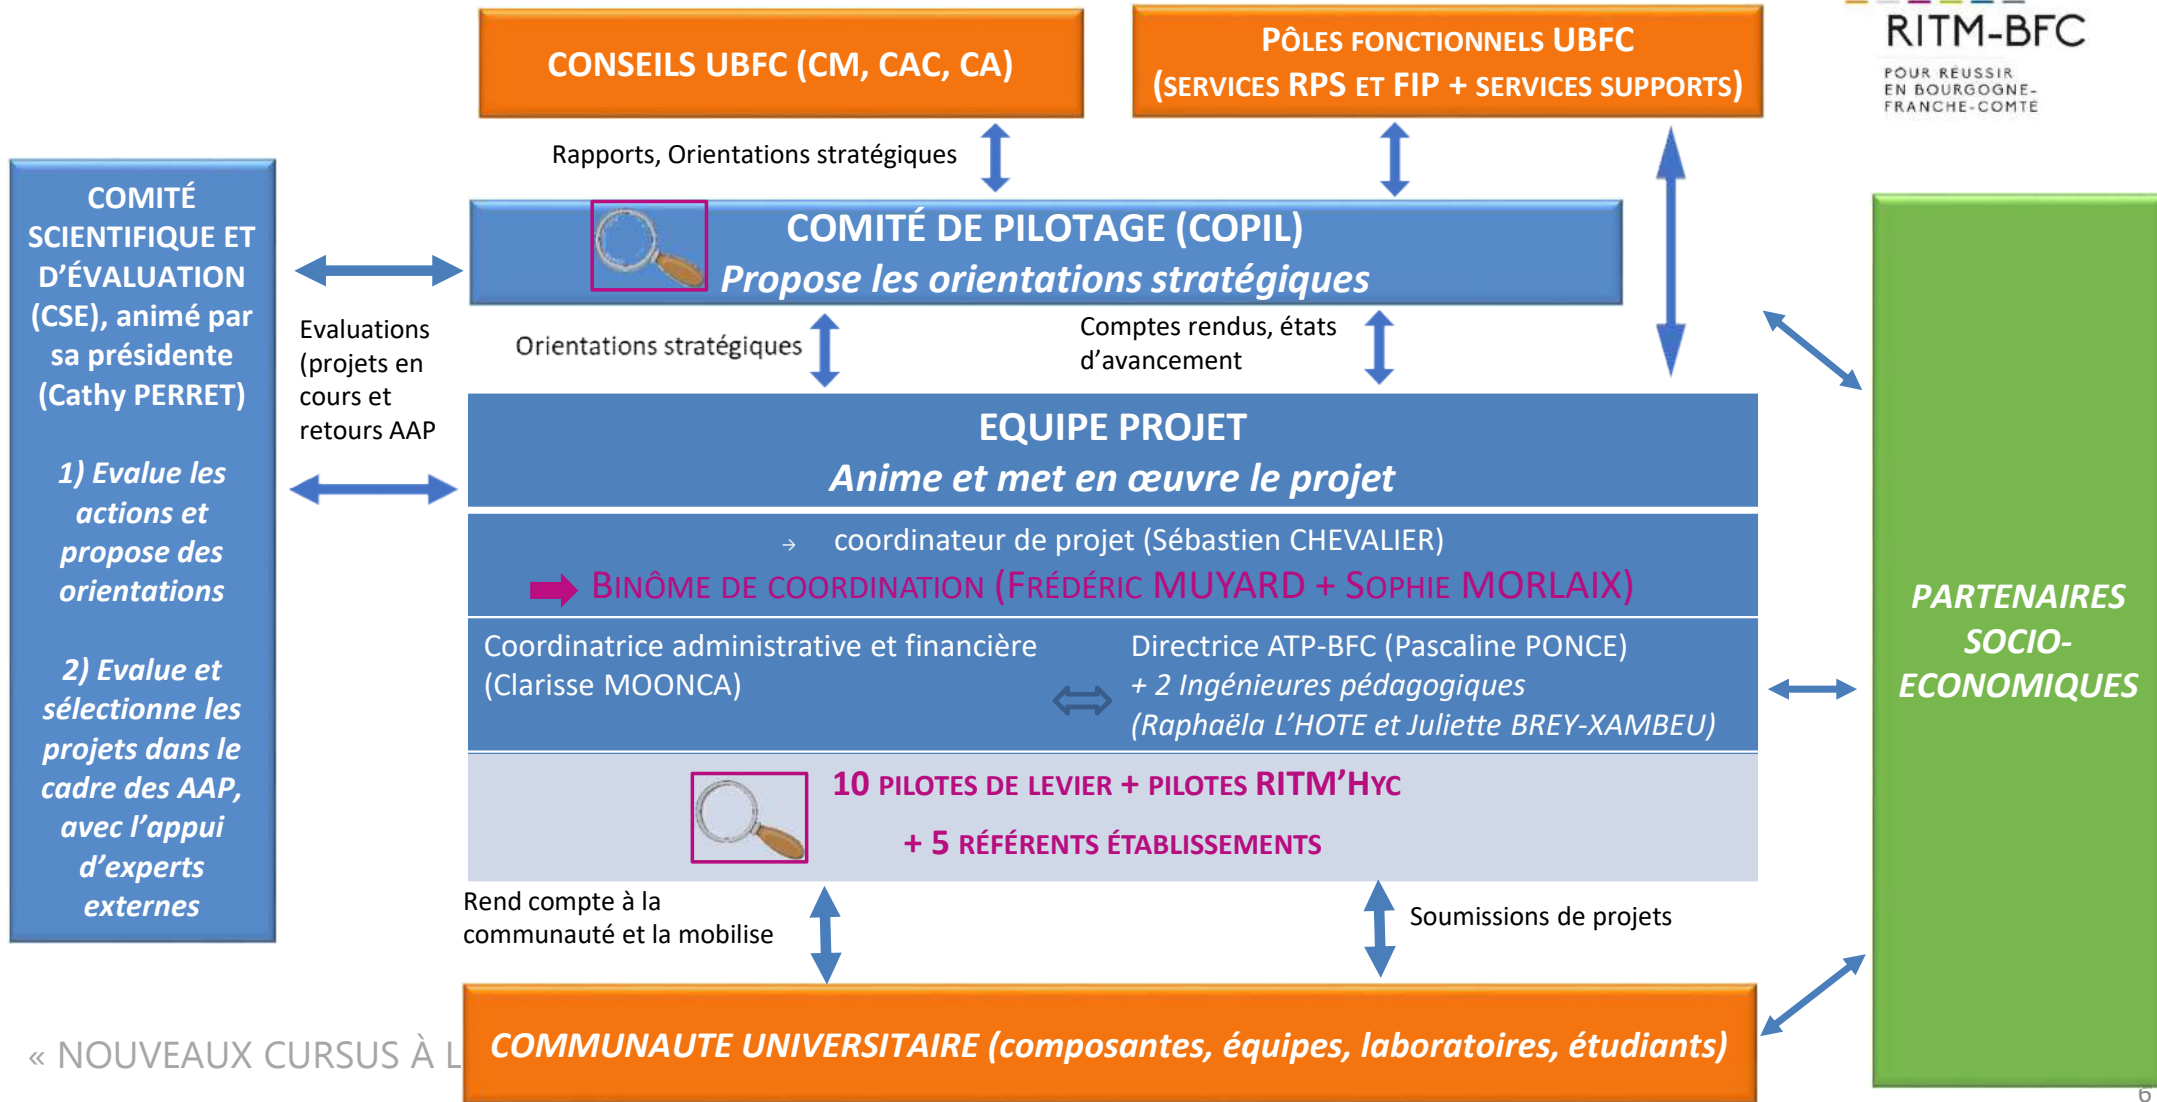 CONSEILS UBFC (CM, CAC, CA)
PÔLES FONCTIONNELS UBFC
(SERVICES RPS ET FIP + SERVICES SUPPORTS)
RITM-BFC
POUR RÉUSSIR
EN BOURGOGNE-
FRANCHE-COMTÉ
Rapports, Orientations stratégiques
COMITÉ
SCIENTIFIQUE ET
D'ÉVALUATION
(CSE), animé par
sa présidente
(Cathy PERRET)
1) Evalue les
actions et
propose des
orientations
2) Evalue et
sélectionne les
projets dans le
cadre des AAP,
avec l'appui
d'experts
externes
COMITÉ DE PILOTAGE (COPIL)
Propose les orientations stratégiques
Evaluations
(projets en
cours et
retours AAP
Orientations stratégiques
Comptes rendus, états
d'avancement
EQUIPE PROJET
Anime et met en œuvre le projet
→ coordinateur de projet (Sébastien CHEVALIER)
BINÔME DE COORDINATION (FRÉDÉRIC MUYARD + SOPHIE MORLAIX)
Coordinatrice administrative et financière
(Clarisse MOONCA)
Directrice ATP-BFC (Pascaline PONCE)
+ 2 Ingénieures pédagogiques
(Raphaëla L'HOTE et Juliette BREY-XAMBEU)
10 PILOTES DE LEVIER + PILOTES RITM'HYC
+ 5 RÉFÉRENTS ÉTABLISSEMENTS
PARTENAIRES
SOCIO-
ECONOMIQUES
Rend compte à la
communauté et la mobilise
Soumissions de projets
COMMUNAUTE UNIVERSITAIRE (composantes, équipes, laboratoires, étudiants)
« NOUVEAUX CURSUS À L
6